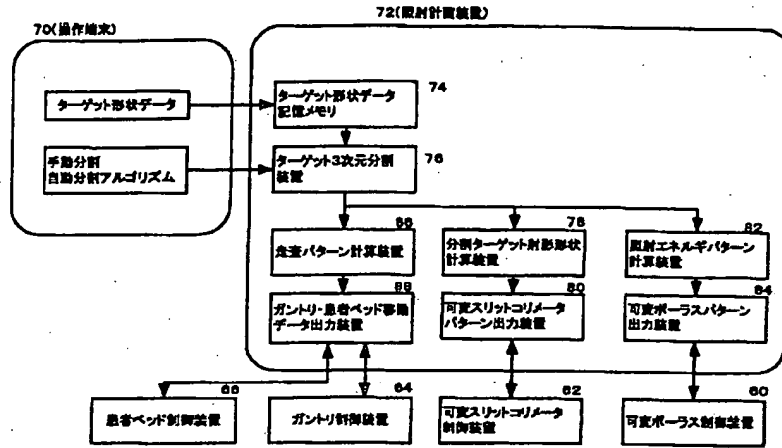 72(照射計画装置)
70(操作端末)
ターゲット形状データ
手動分割
自動分割アルゴリズム
ターゲット形状データ
記憶メモリ
74
ターゲット3次元分割
装置
76
走査パターン計算装置
86
分割ターゲット射影形状
計算装置
78
照射エネルギパターン
計算装置
82
ガントリ・患者ベッド移動
データ出力装置
88
可変スリットコリメータ
パターン出力装置
80
可変ボーラスパターン
出力装置
84
患者ベッド制御装置
66
ガントリ制御装置
64
可変スリットコリメータ
制御装置
62
可変ボーラス制御装置
60